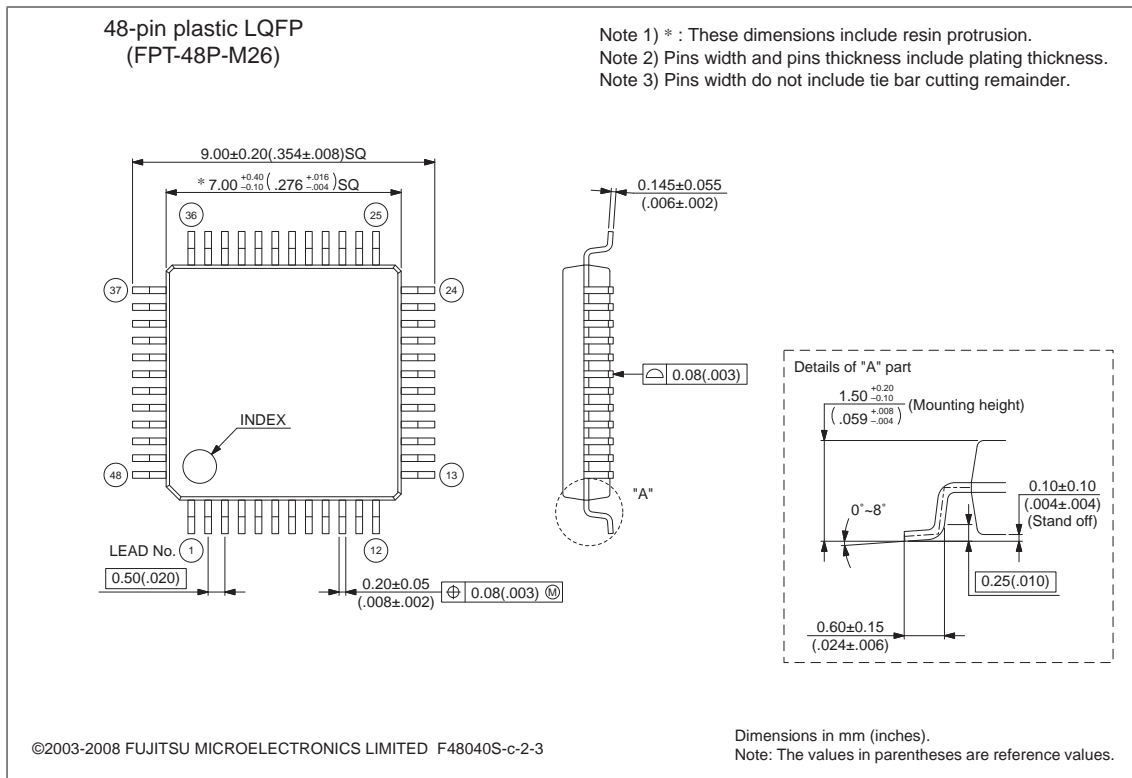 48-pin plastic LQFP
(FPT-48P-M26)
Note 1) * : These dimensions include resin protrusion.
Note 2) Pins width and pins thickness include plating thickness.
Note 3) Pins width do not include tie bar cutting remainder.
9.00±0.20(.354±.008)SQ
* 7.00 +0.40 –0.10 ( .276 +.016 –.004 )SQ
36
25
37
24
INDEX
48
13
LEAD No.
1
12
0.50(.020)
0.20±0.05
(.008±.002)
⌖ 0.08(.003) Ⓜ
0.145±0.055
(.006±.002)
⌓ 0.08(.003)
"A"
Details of "A" part
1.50 +0.20 –0.10
( .059 +.008 –.004 )
(Mounting height)
0˚~8˚
0.10±0.10
(.004±.004)
(Stand off)
0.25(.010)
0.60±0.15
(.024±.006)
©2003-2008 FUJITSU MICROELECTRONICS LIMITED F48040S-c-2-3
Dimensions in mm (inches).
Note: The values in parentheses are reference values.